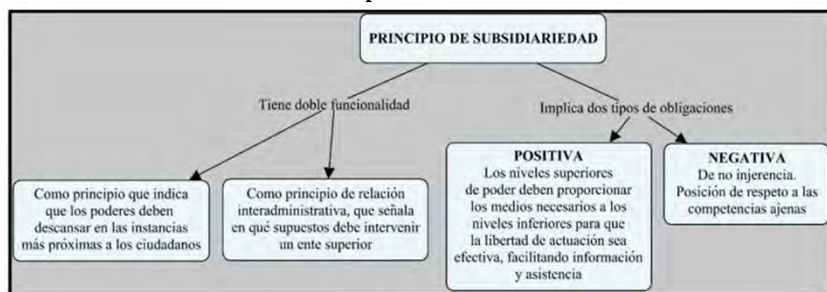 PRINCIPIO DE SUBSIDIARIEDAD
Tiene doble funcionalidad
Implica dos tipos de obligaciones
Como principio que indica
que los poderes deben
descansar en las instancias
más próximas a los ciudadanos
Como principio de relación
interadministrativa, que señala
en qué supuestos debe intervenir
un ente superior
POSITIVA
Los niveles superiores
de poder deben proporcionar
los medios necesarios a los
niveles inferiores para que
la libertad de actuación sea
efectiva, facilitando información
y asistencia
NEGATIVA
De no injerencia.
Posición de respeto a las
competencias ajenas